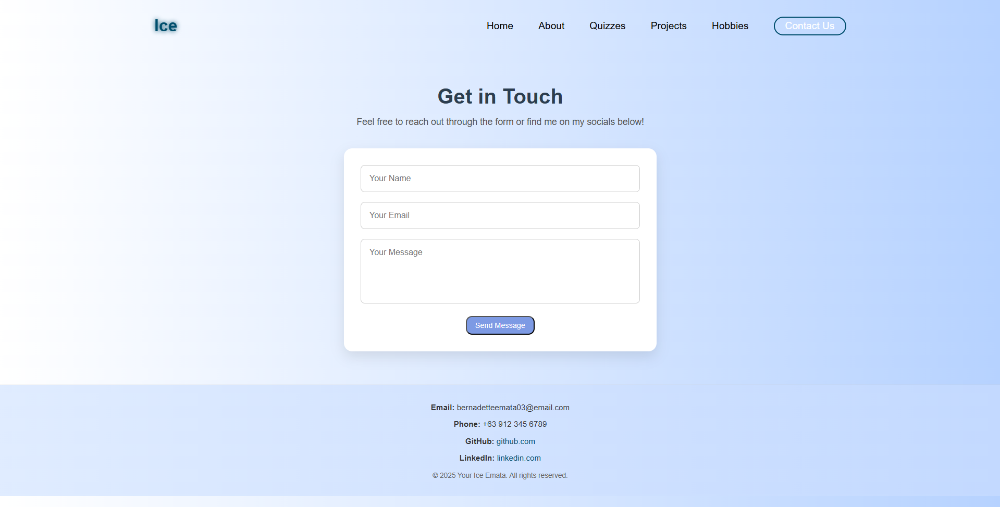 Ice
Home About Quizzes Projects Hobbies Contact Us
Get in Touch
Feel free to reach out through the form or find me on my socials below!
Your Name
Your Email
Your Message
Send Message
Email: bernadetteemata03@email.com
Phone: +63 912 345 6789
GitHub: github.com
LinkedIn: linkedin.com
© 2025 Your Ice Emata. All rights reserved.